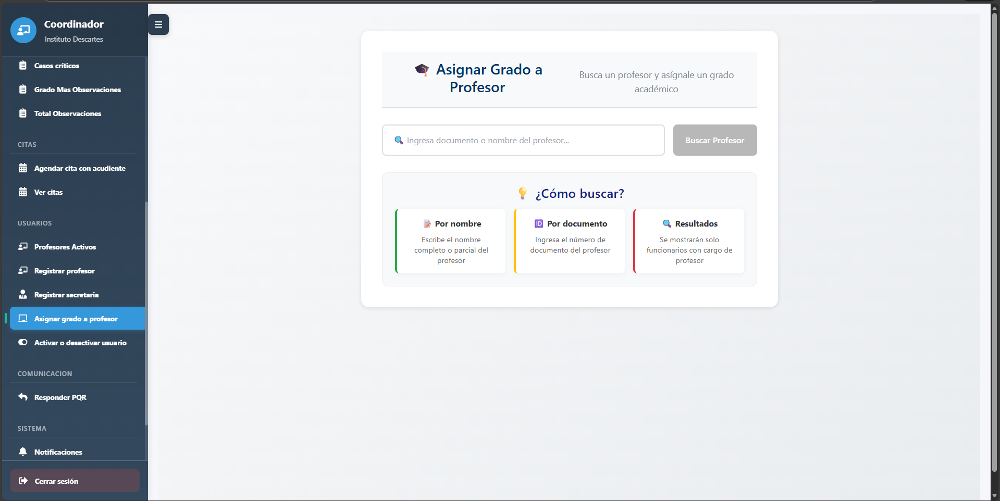 Coordinador
Instituto Descartes
Casos críticos
Grado Mas Observaciones
Total Observaciones
CITAS
Agendar cita con acudiente
Ver citas
USUARIOS
Profesores Activos
Registrar profesor
Registrar secretaria
Asignar grado a profesor
Activar o desactivar usuario
COMUNICACION
Responder PQR
SISTEMA
Notificaciones
Cerrar sesión
Asignar Grado a
Profesor
Busca un profesor y asígnale un grado
académico
Ingresa documento o nombre del profesor...
Buscar Profesor
¿Cómo buscar?
Por nombre
Escribe el nombre
completo o parcial del
profesor
ID Por documento
Ingresa el número de
documento del profesor
Resultados
Se mostrarán solo
funcionarios con cargo de
profesor